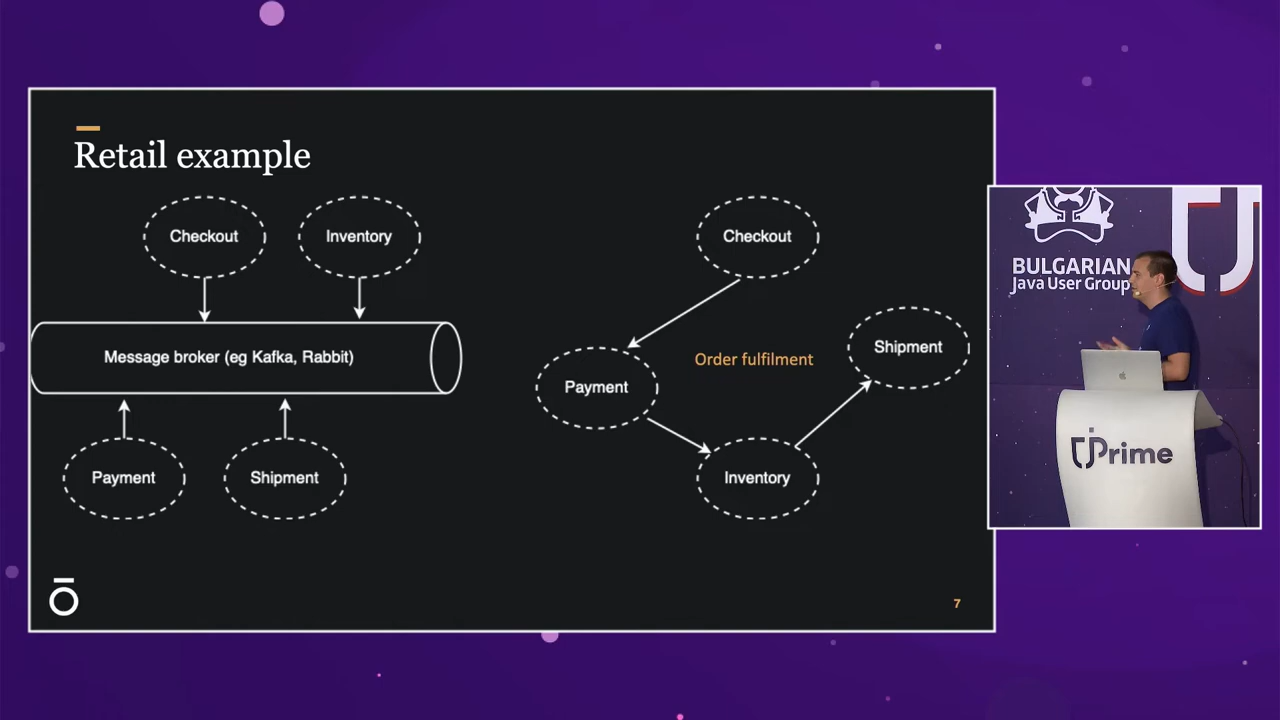 Retail example
Checkout
Inventory
Message broker (eg Kafka, Rabbit)
Payment
Shipment
Checkout
Shipment
Order fulfilment
Payment
Inventory
7
BULGARIAN
Java User Group
jPrime